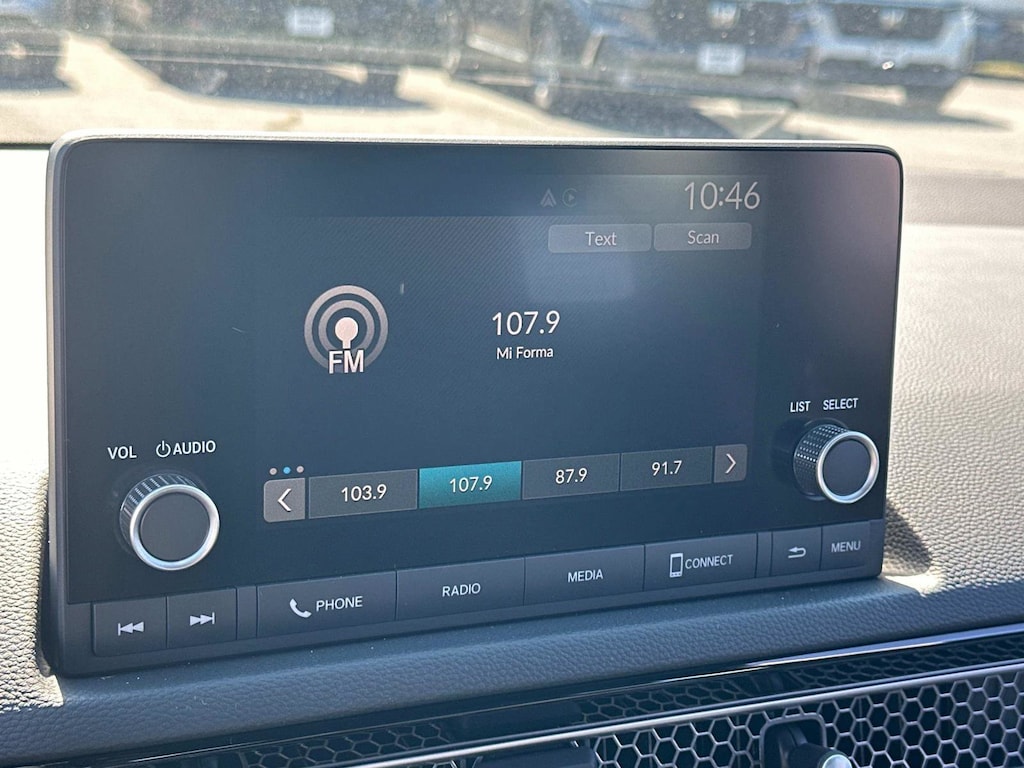 10:46
Text Scan
FM
107.9
Mi Forma
LIST SELECT
VOL AUDIO
103.9 107.9 87.9 91.7
PHONE RADIO MEDIA CONNECT MENU